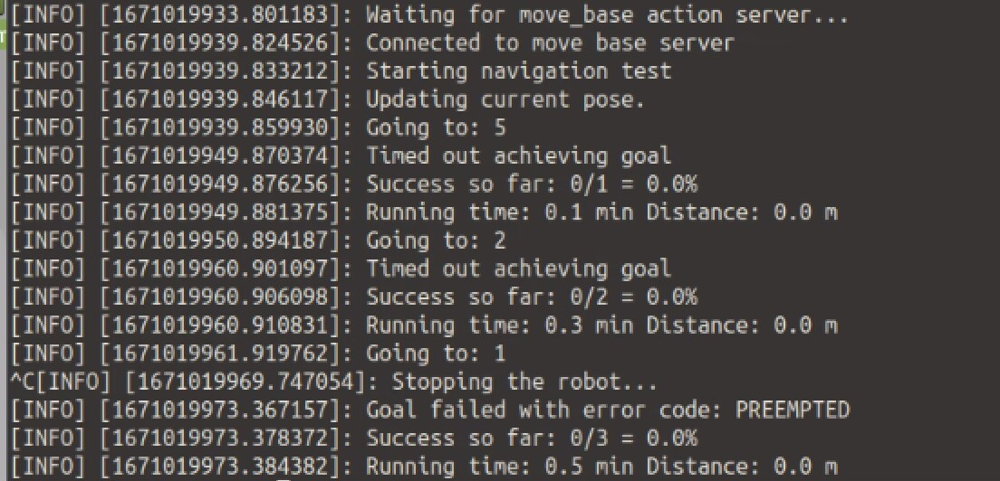 [INFO] [1671019933.801183]: Waiting for move_base action server...
[INFO] [1671019939.824526]: Connected to move base server
[INFO] [1671019939.833212]: Starting navigation test
[INFO] [1671019939.846117]: Updating current pose.
[INFO] [1671019939.859930]: Going to: 5
[INFO] [1671019949.870374]: Timed out achieving goal
[INFO] [1671019949.876256]: Success so far: 0/1 = 0.0%
[INFO] [1671019949.881375]: Running time: 0.1 min Distance: 0.0 m
[INFO] [1671019950.894187]: Going to: 2
[INFO] [1671019960.901097]: Timed out achieving goal
[INFO] [1671019960.906098]: Success so far: 0/2 = 0.0%
[INFO] [1671019960.910831]: Running time: 0.3 min Distance: 0.0 m
[INFO] [1671019961.919762]: Going to: 1
^C[INFO] [1671019969.747054]: Stopping the robot...
[INFO] [1671019973.367157]: Goal failed with error code: PREEMPTED
[INFO] [1671019973.378372]: Success so far: 0/3 = 0.0%
[INFO] [1671019973.384382]: Running time: 0.5 min Distance: 0.0 m